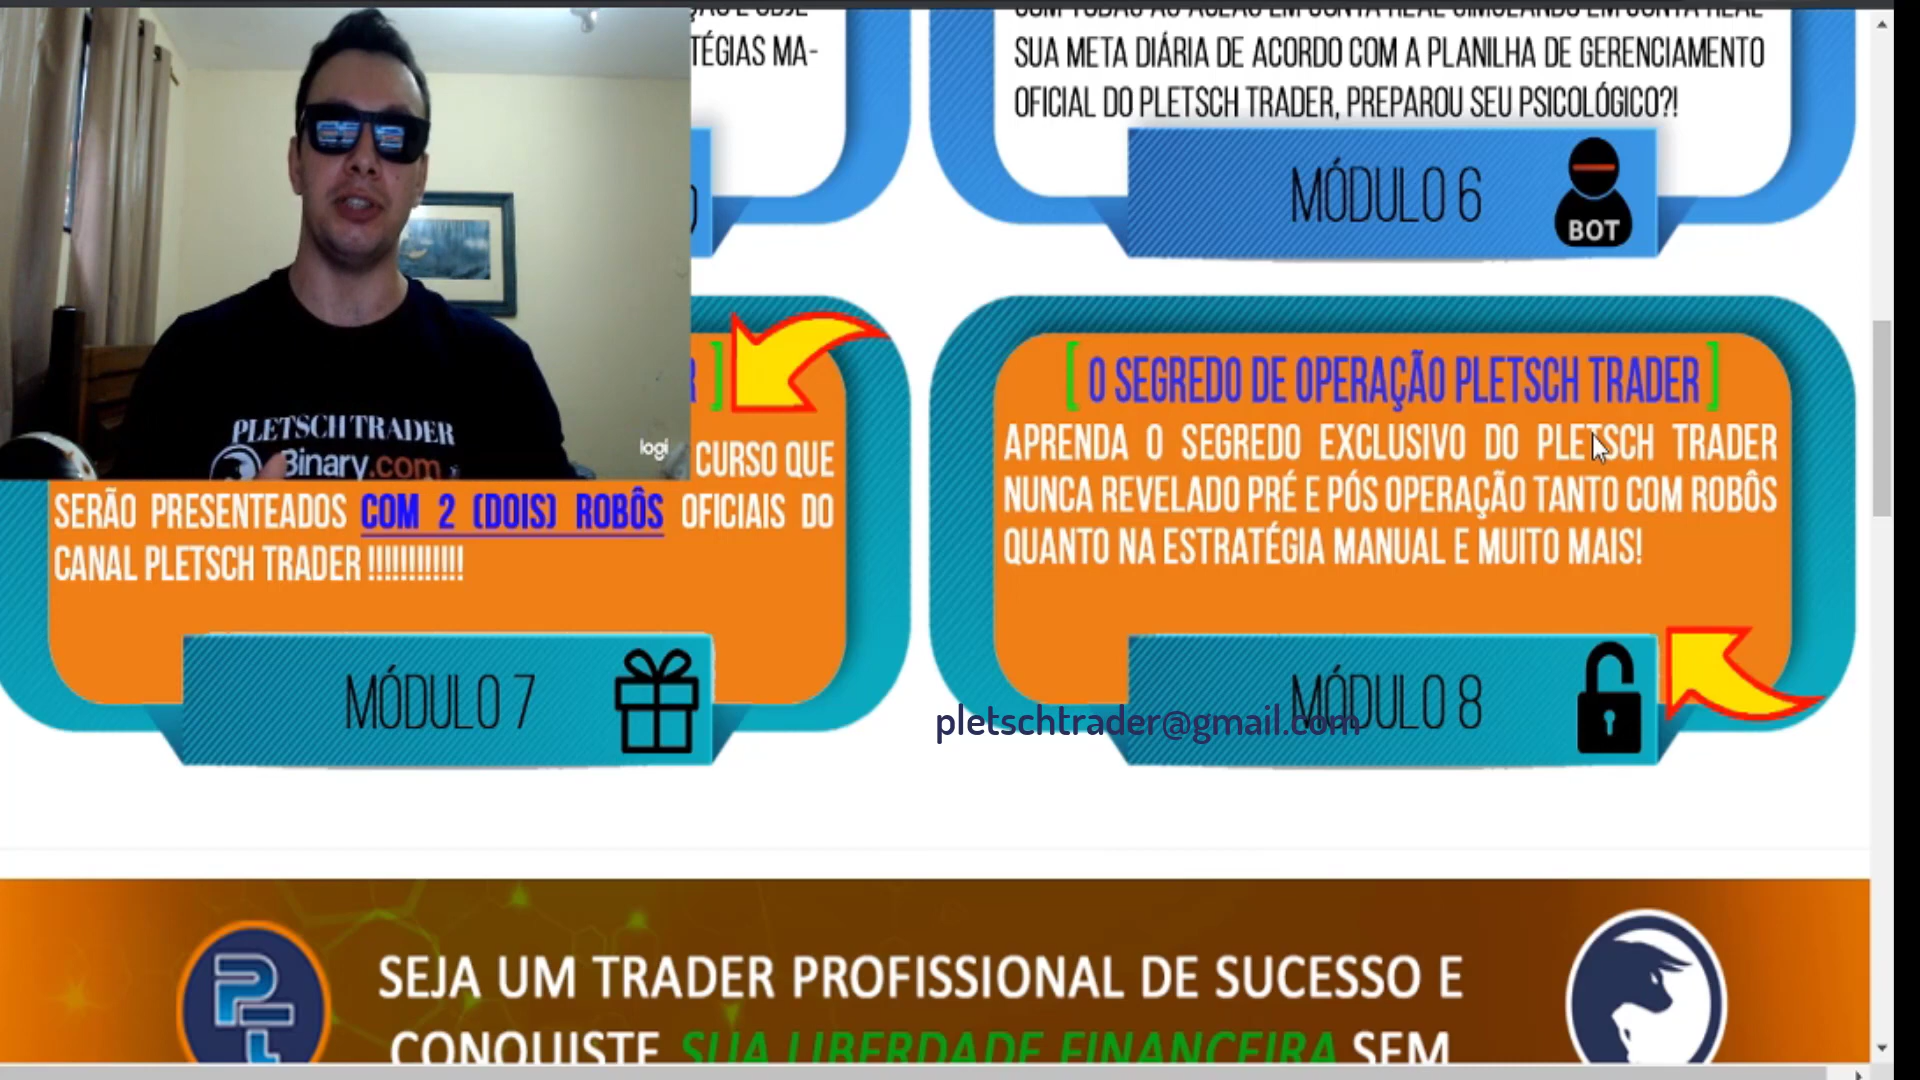 TÉGIAS MA-
SUA META DIÁRIA DE ACORDO COM A PLANILHA DE GERENCIAMENTO
OFICIAL DO PLETSCH TRADER, PREPAROU SEU PSICOLÓGICO?!
MÓDULO 6
BOT
PLETSCH TRADER
Binary.com
logi
]
CURSO QUE
SERÃO PRESENTEADOS COM 2 (DOIS) ROBÔS OFICIAIS DO
CANAL PLETSCH TRADER !!!!!!!!!!!!
MÓDULO 7
[ O SEGREDO DE OPERAÇÃO PLETSCH TRADER ]
APRENDA O SEGREDO EXCLUSIVO DO PLETSCH TRADER
NUNCA REVELADO PRÉ E PÓS OPERAÇÃO TANTO COM ROBÔS
QUANTO NA ESTRATÉGIA MANUAL E MUITO MAIS!
MÓDULO 8
pletschtrader@gmail.com
SEJA UM TRADER PROFISSIONAL DE SUCESSO E
CONQUISTE SUA LIBERDADE FINANCEIRA SEM